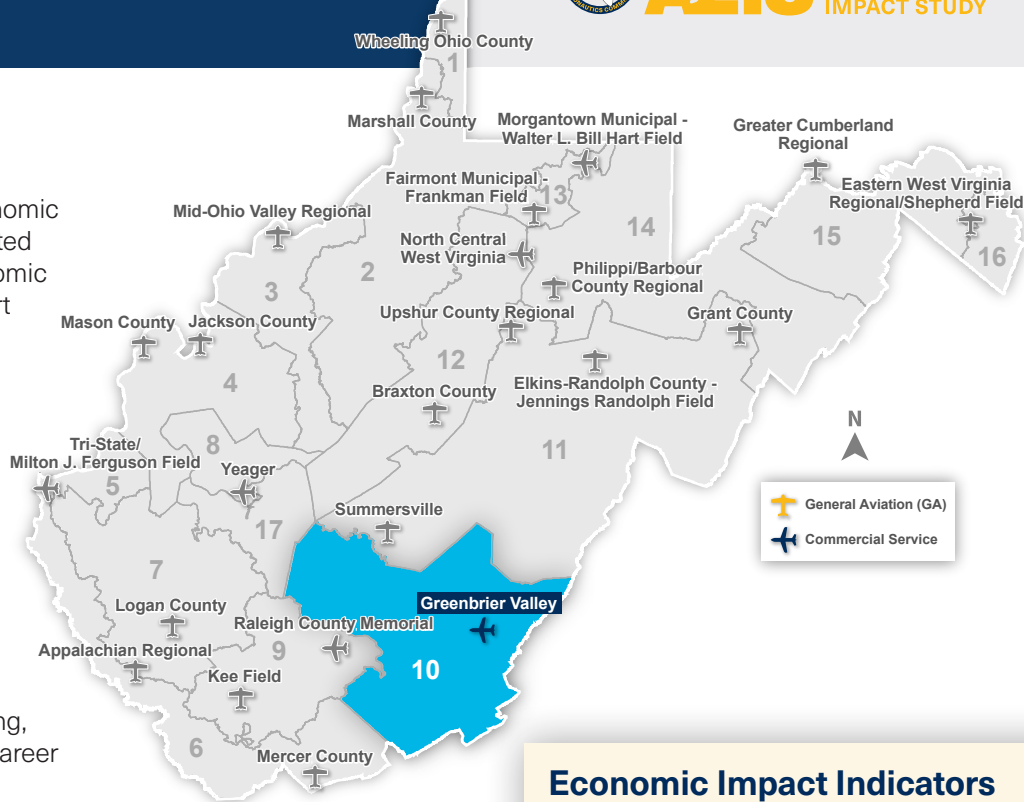 IMPACT STUDY
Wheeling Ohio County
1
Marshall County
Morgantown Municipal -
Walter L. Bill Hart Field
Greater Cumberland
Regional
Fairmont Municipal -
Frankman Field
13
Eastern West Virginia
Regional/Shepherd Field
Mid-Ohio Valley Regional
14
15
16
North Central
West Virginia
2
Philippi/Barbour
County Regional
3
Mason County
Jackson County
Upshur County Regional
Grant County
12
4
Braxton County
Elkins-Randolph County -
Jennings Randolph Field
N
11
8
Tri-State/
Milton J. Ferguson Field
5
Yeager
General Aviation (GA)
Commercial Service
Summersville
17
7
Logan County
Greenbrier Valley
Raleigh County Memorial
9
10
Appalachian Regional
Kee Field
6
Mercer County
omic
rt
ng,
areer
Economic Impact Indicators